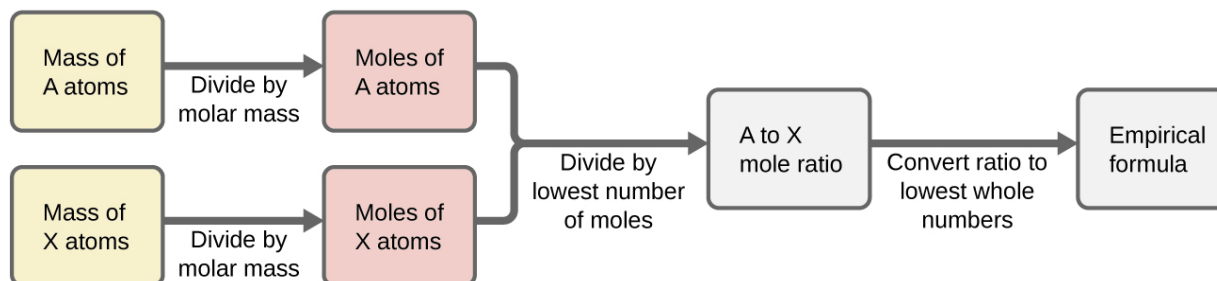 Mass of
A atoms
Divide by
molar mass
Moles of
A atoms
Mass of
X atoms
Divide by
molar mass
Moles of
X atoms
Divide by
lowest number
of moles
A to X
mole ratio
Convert ratio to
lowest whole
numbers
Empirical
formula